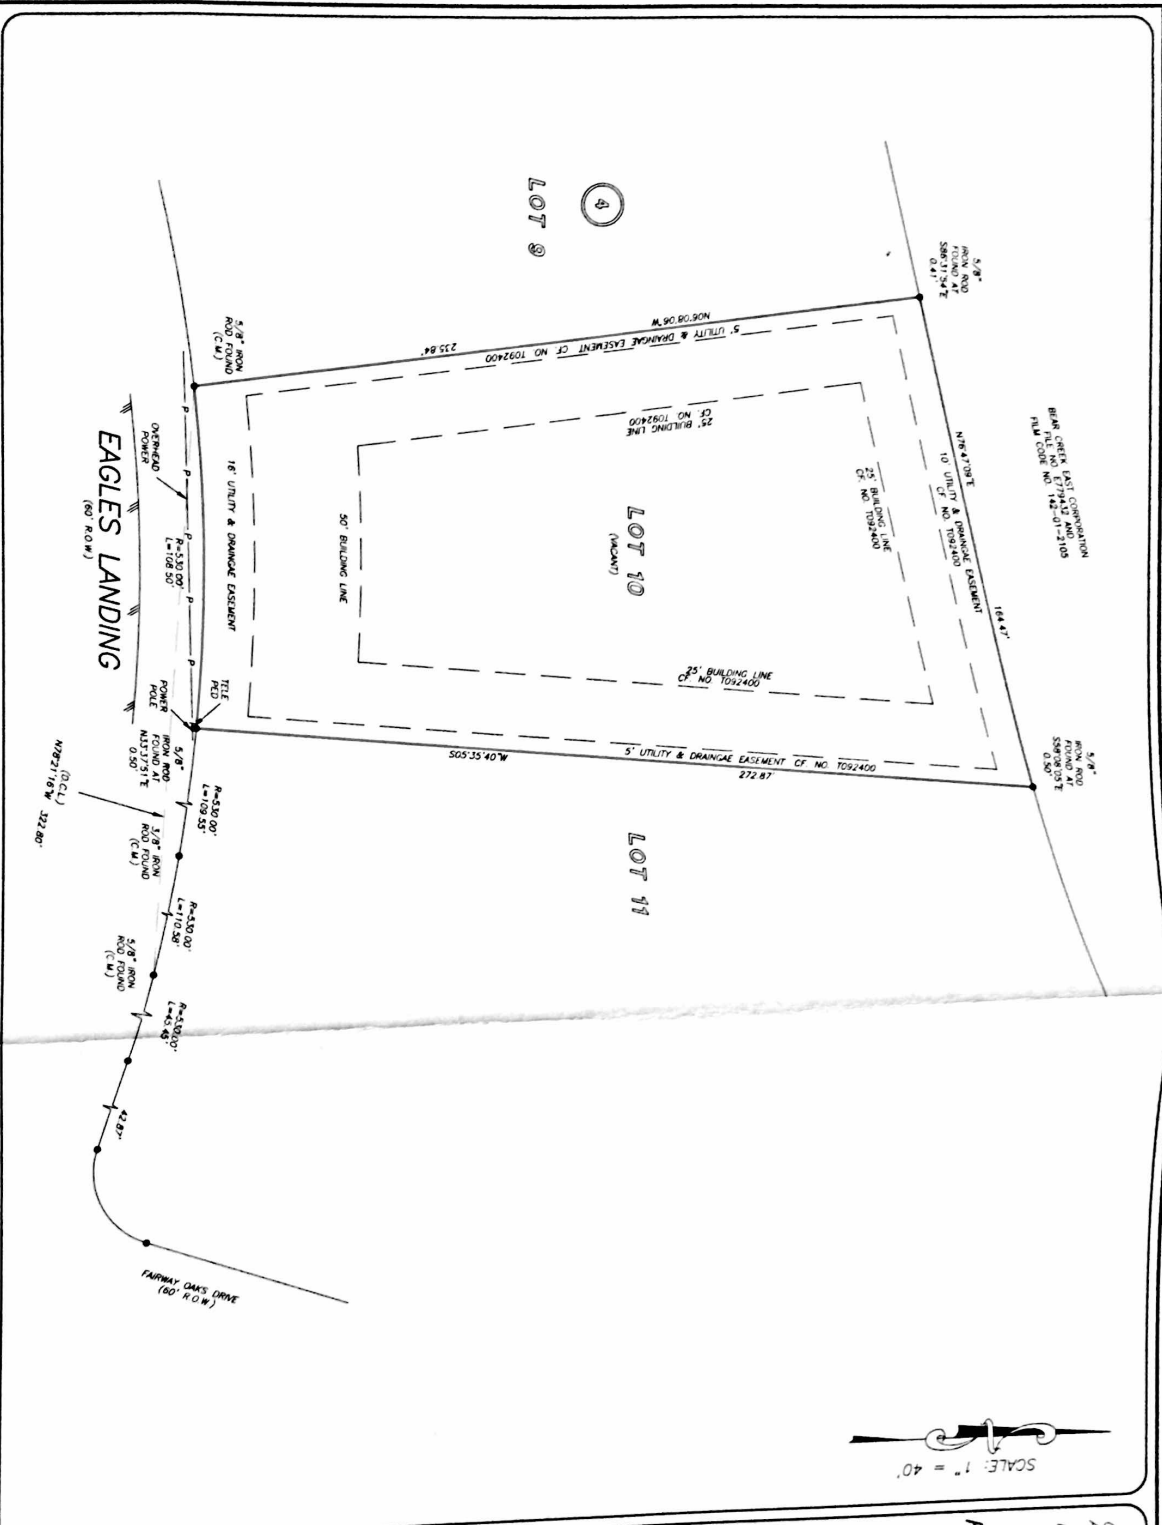 5/8"
IRON ROD
FOUND AT
S86°31'54"E
0.41'
4
LOT 9
BEAR CREEK EAST CORPORATION
FILE NO. E779432 AND
FILM CODE NO. 142-01-2105
N76°47'09"E
164.47'
10' UTILITY & DRAINGAE EASEMENT
CF NO. T092400
5/8"
IRON ROD
FOUND AT
S58°08'05"E
0.50'
N06°08'06"W
235.84'
5' UTILITY & DRAINGAE EASEMENT CF. NO T092400
25' BUILDING LINE
CF. NO. T092400
25' BUILDING LINE
CF. NO. T092400
LOT 10
(VACANT)
25' BUILDING LINE
CF. NO T092400
5' UTILITY & DRAINGAE EASEMENT CF. NO. T092400
S05°35'40"W
272.87'
LOT 11
50' BUILDING LINE
16' UTILITY & DRAINGAE EASEMENT
5/8" IRON
ROD FOUND
(C.M.)
P
P
P
P
P
OVERHEAD
POWER
R=530.00'
L=108.50'
TELE
PED
POWER
POLE
EAGLES LANDING
(60' R.O.W)
5/8"
IRON ROD
FOUND AT
N33°37'51"E
0.50'
R=530.00'
L=109.55'
(D.C.L)
N78°21'16"W 322.80'
5/8" IRON
ROD FOUND
(C.M.)
R=530.00'
L=110.58'
5/8" IRON
ROD FOUND
(C.M.)
R=530.00'
L=45.45'
42.87'
FAIRWAY OAKS DRIVE
(60' R.O.W)
SCALE: 1" = 40'